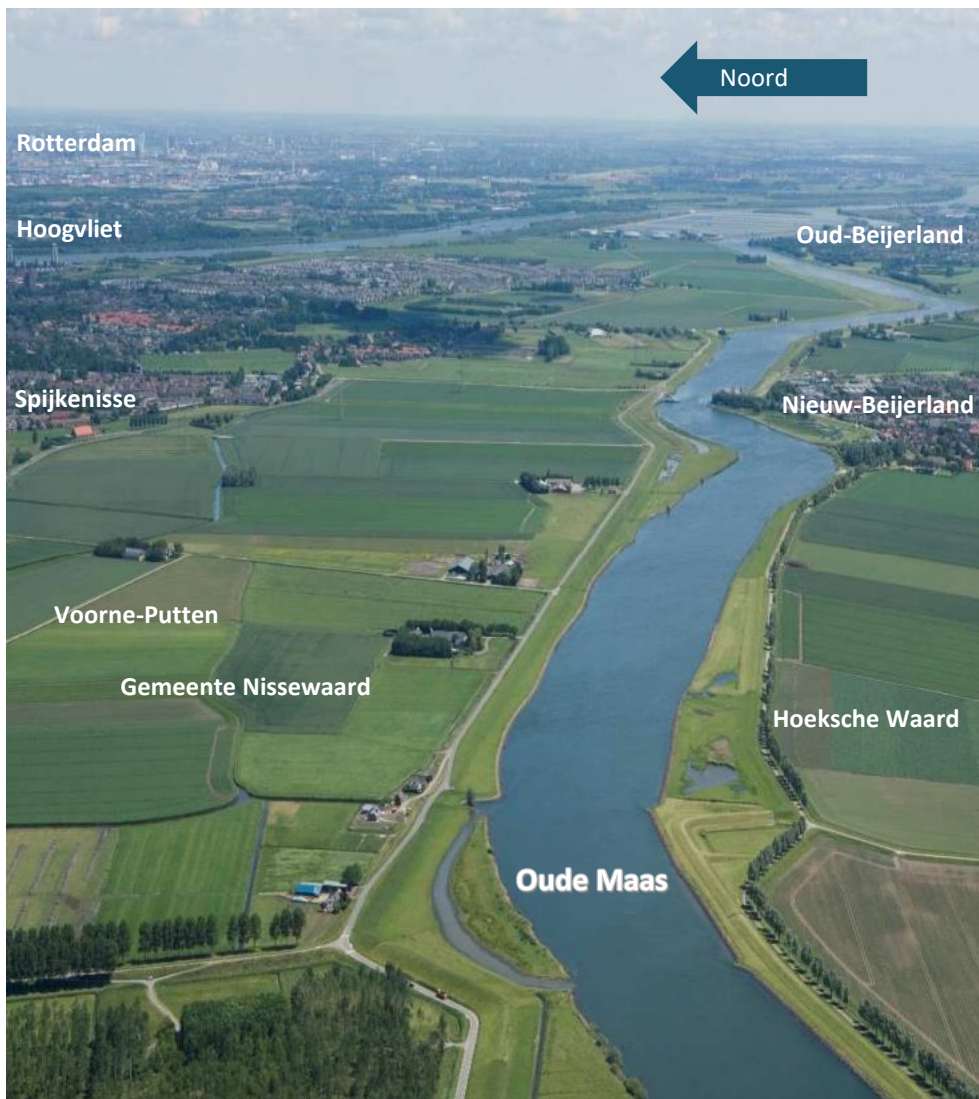 Noord
Rotterdam
Hoogvliet
Oud-Beijerland
Spijkenisse
Nieuw-Beijerland
Voorne-Putten
Gemeente Nissewaard
Hoeksche Waard
Oude Maas